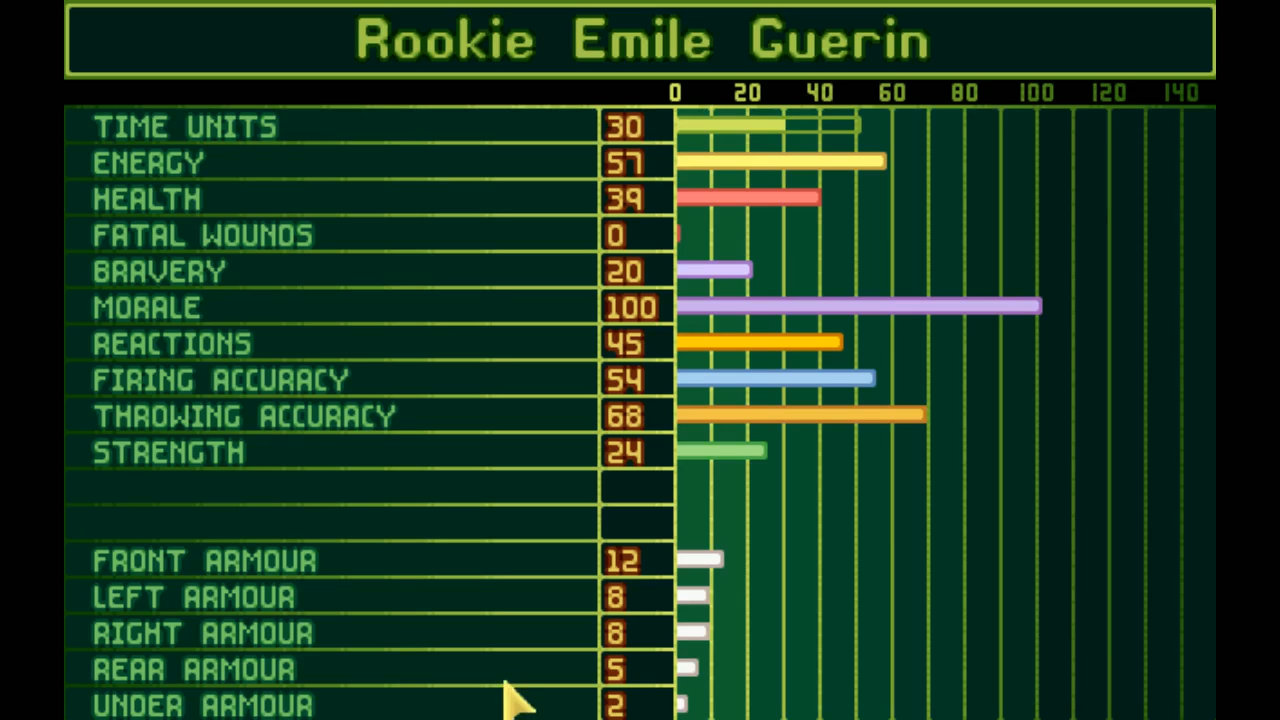 Rookie Emile Guerin
0 20 40 60 80 100 120 140
TIME UNITS 30
ENERGY 57
HEALTH 39
FATAL WOUNDS 0
BRAVERY 20
MORALE 100
REACTIONS 45
FIRING ACCURACY 54
THROWING ACCURACY 68
STRENGTH 24
FRONT ARMOUR 12
LEFT ARMOUR 8
RIGHT ARMOUR 8
REAR ARMOUR 5
UNDER ARMOUR 2